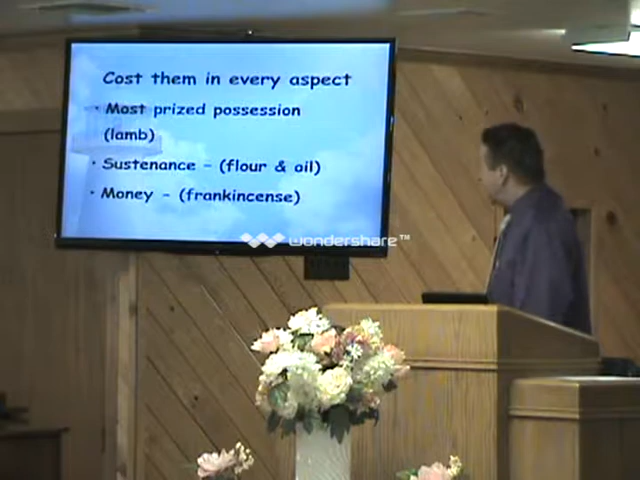 Cost them in every aspect
• Most prized possession
(lamb)
• Sustenance - (flour & oil)
• Money - (frankincense)
wondershare™